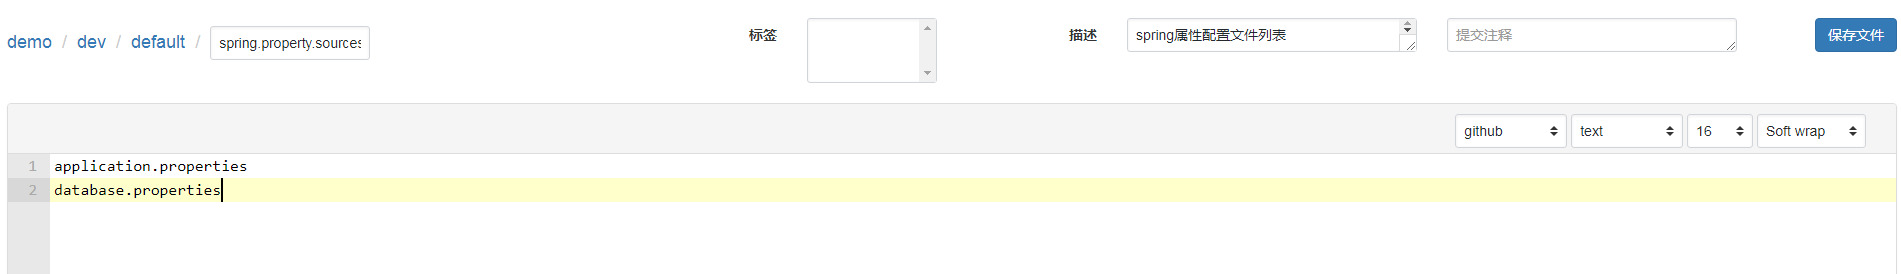 demo / dev / default / spring.property.sources
标签
描述
spring属性配置文件列表
提交注释
保存文件
github
text
16
Soft wrap
1 application.properties
2 database.properties